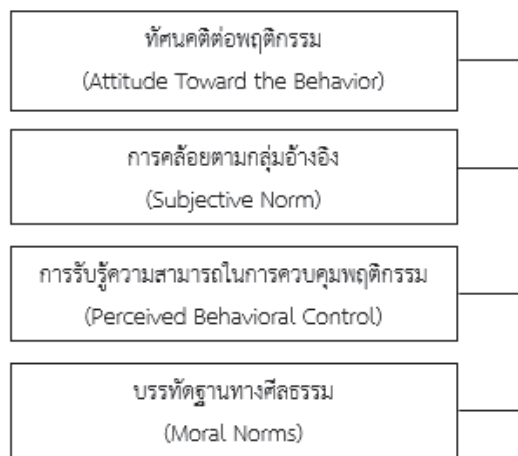 ทัศนคติต่อพฤติกรรม
(Attitude Toward the Behavior)
การคล้อยตามกลุ่มอ้างอิง
(Subjective Norm)
การรับรู้ความสามารถในการควบคุมพฤติกรรม
(Perceived Behavioral Control)
บรรทัดฐานทางศีลธรรม
(Moral Norms)